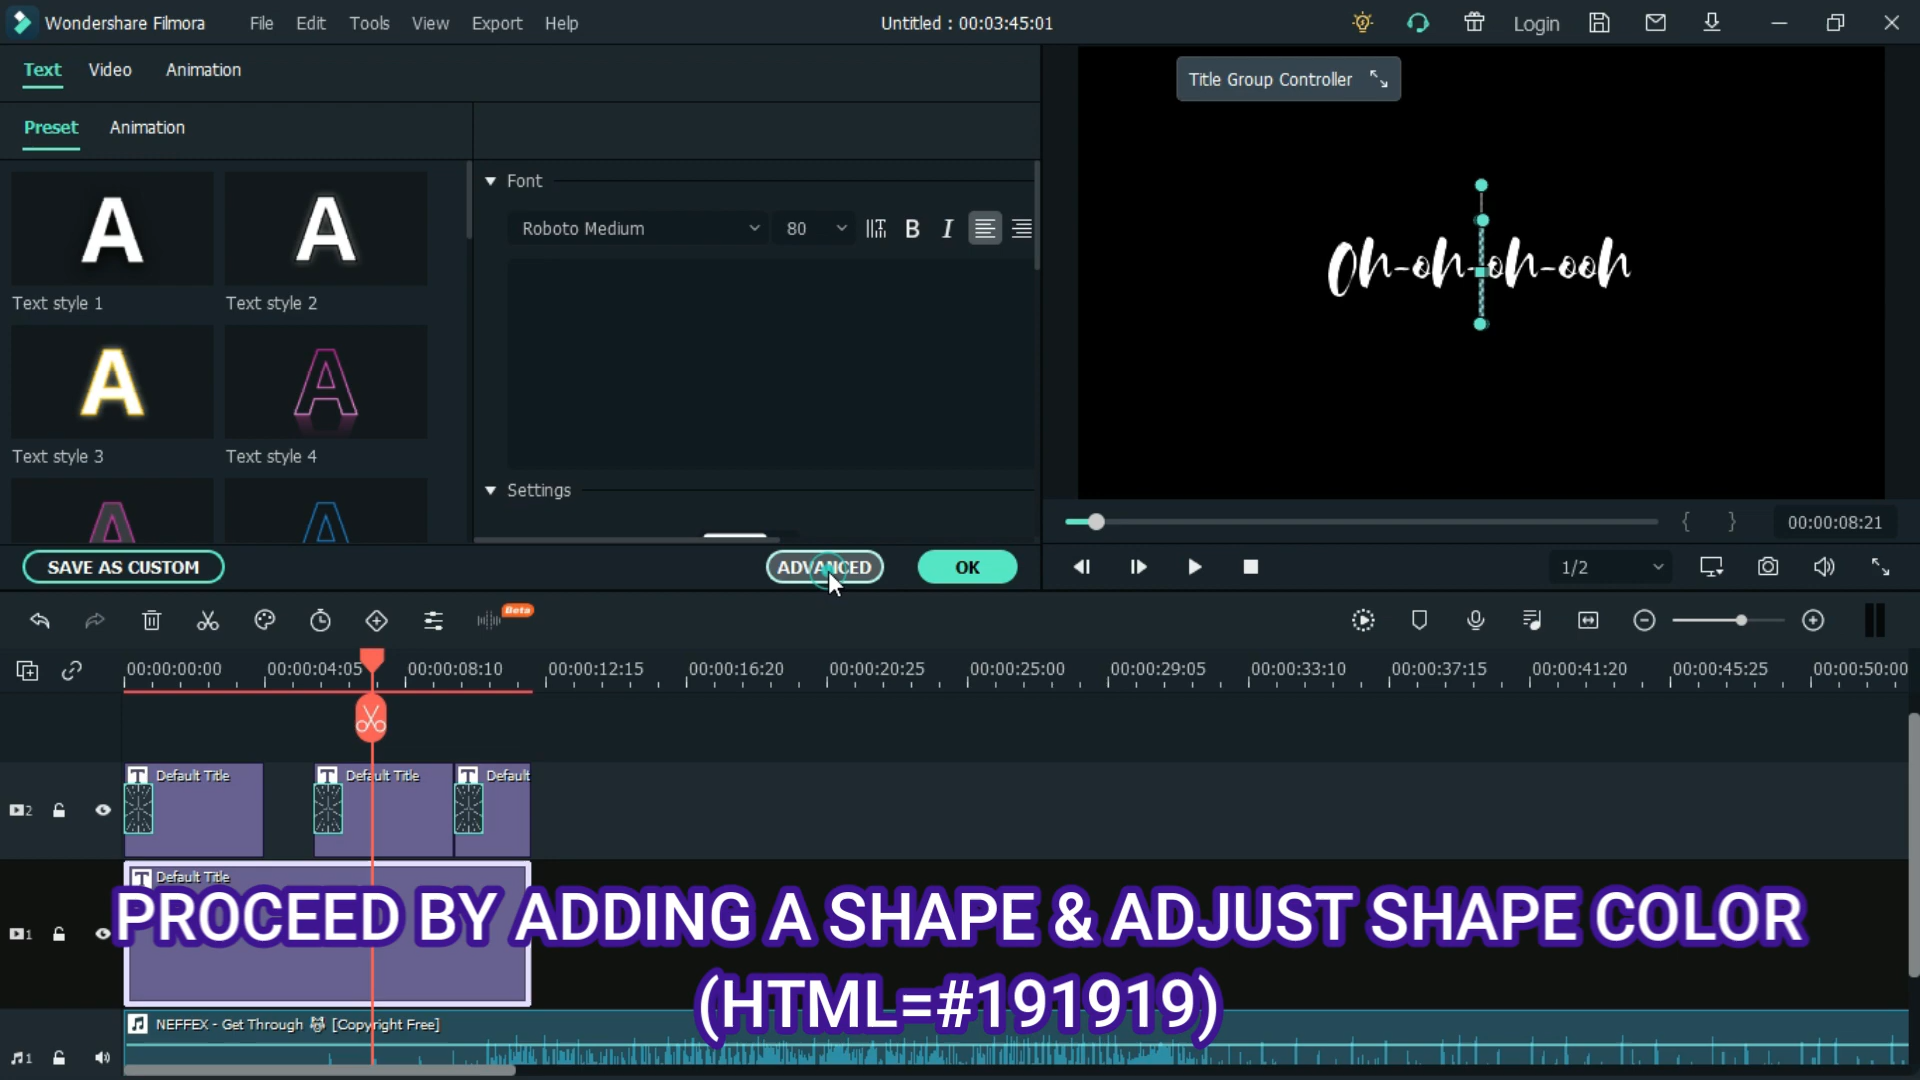 Wondershare Filmora File Edit Tools View Export Help Untitled : 00:03:45:01 Login
Text Video Animation
Title Group Controller
Preset Animation
Font
Roboto Medium 80 B I
A A
Text style 1 Text style 2
Oh-oh-oh-ooh
A A
Text style 3 Text style 4
Settings
A A
{ } 00:00:08:21
SAVE AS CUSTOM ADVANCED OK 1/2
Beta
00:00:00:00 00:00:04:05 00:00:08:10 00:00:12:15 00:00:16:20 00:00:20:25 00:00:25:00 00:00:29:05 00:00:33:10 00:00:37:15 00:00:41:20 00:00:45:25 00:00:50:00
T Default Title T Default Title T Default
2
T Default Title
PROCEED BY ADDING A SHAPE & ADJUST SHAPE COLOR
1
(HTML=#191919)
NEFFEX - Get Through [Copyright Free]
1